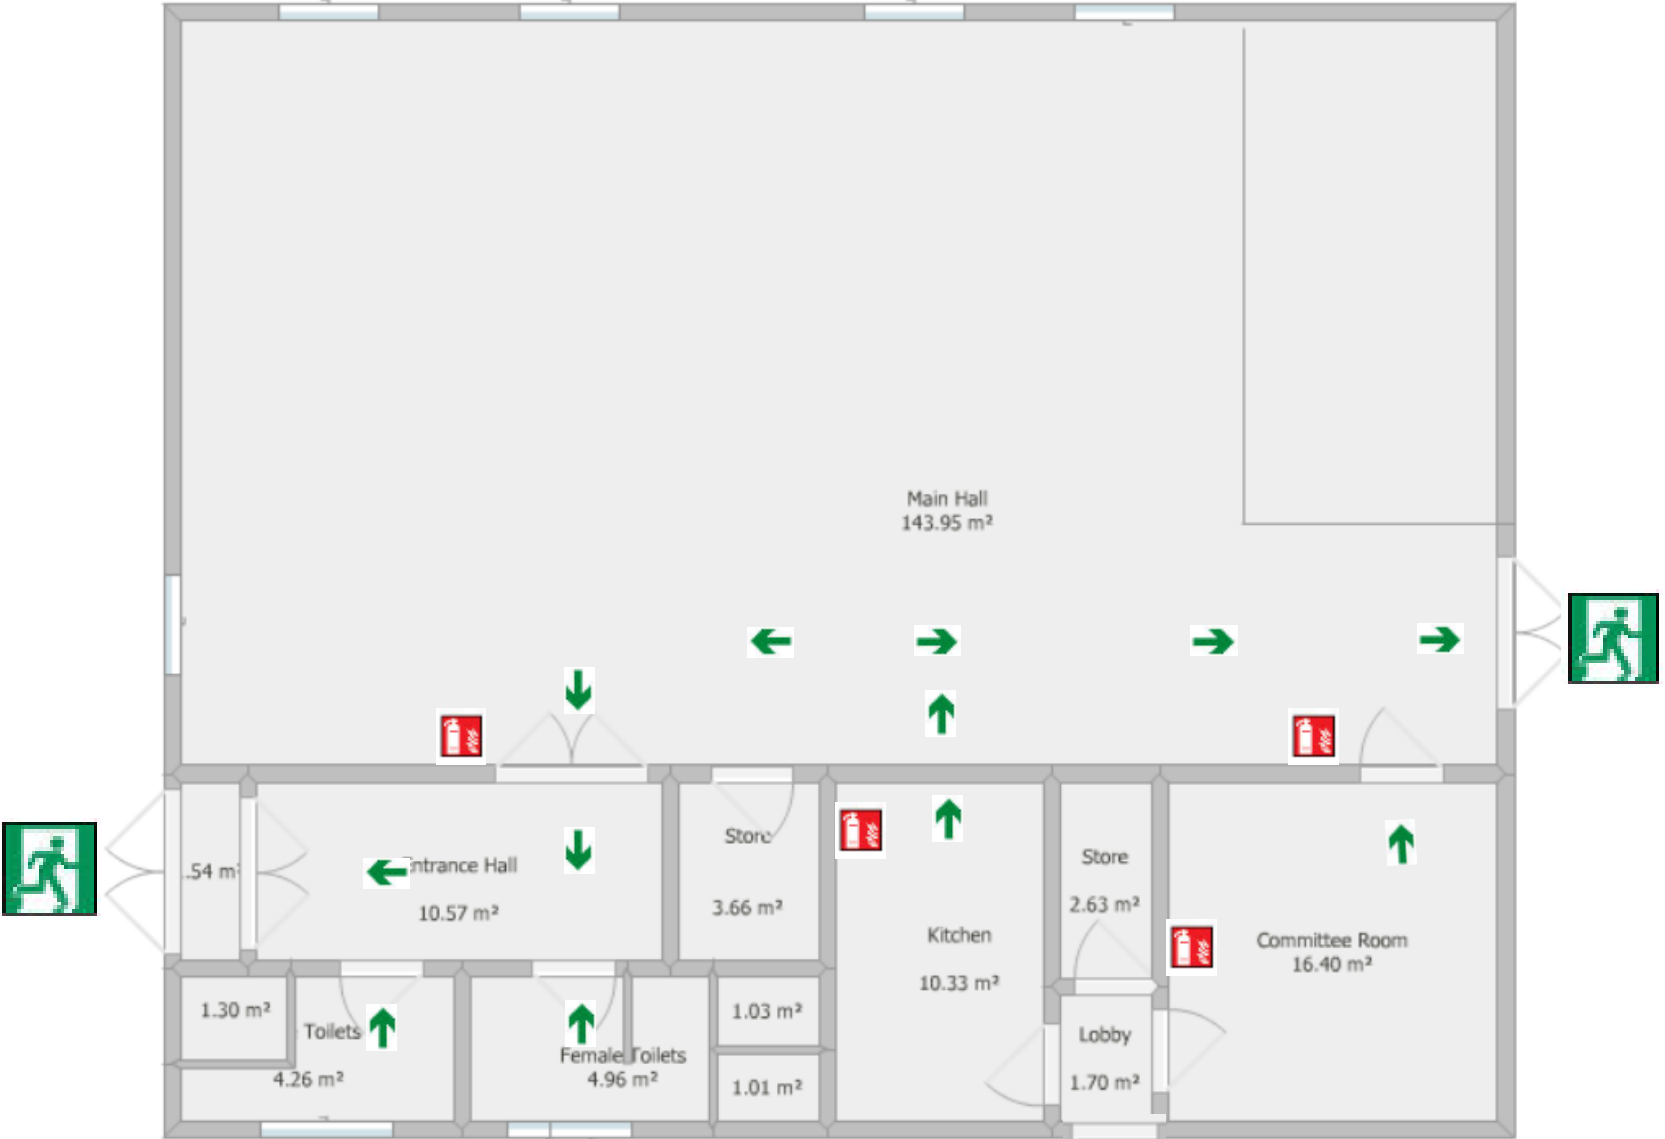 Main Hall
143.95 m²
.54 m²
Entrance Hall
10.57 m²
Store
3.66 m²
Kitchen
10.33 m²
Store
2.63 m²
Committee Room
16.40 m²
1.30 m²
Toilets
4.26 m²
Female Toilets
4.96 m²
1.03 m²
1.01 m²
Lobby
1.70 m²